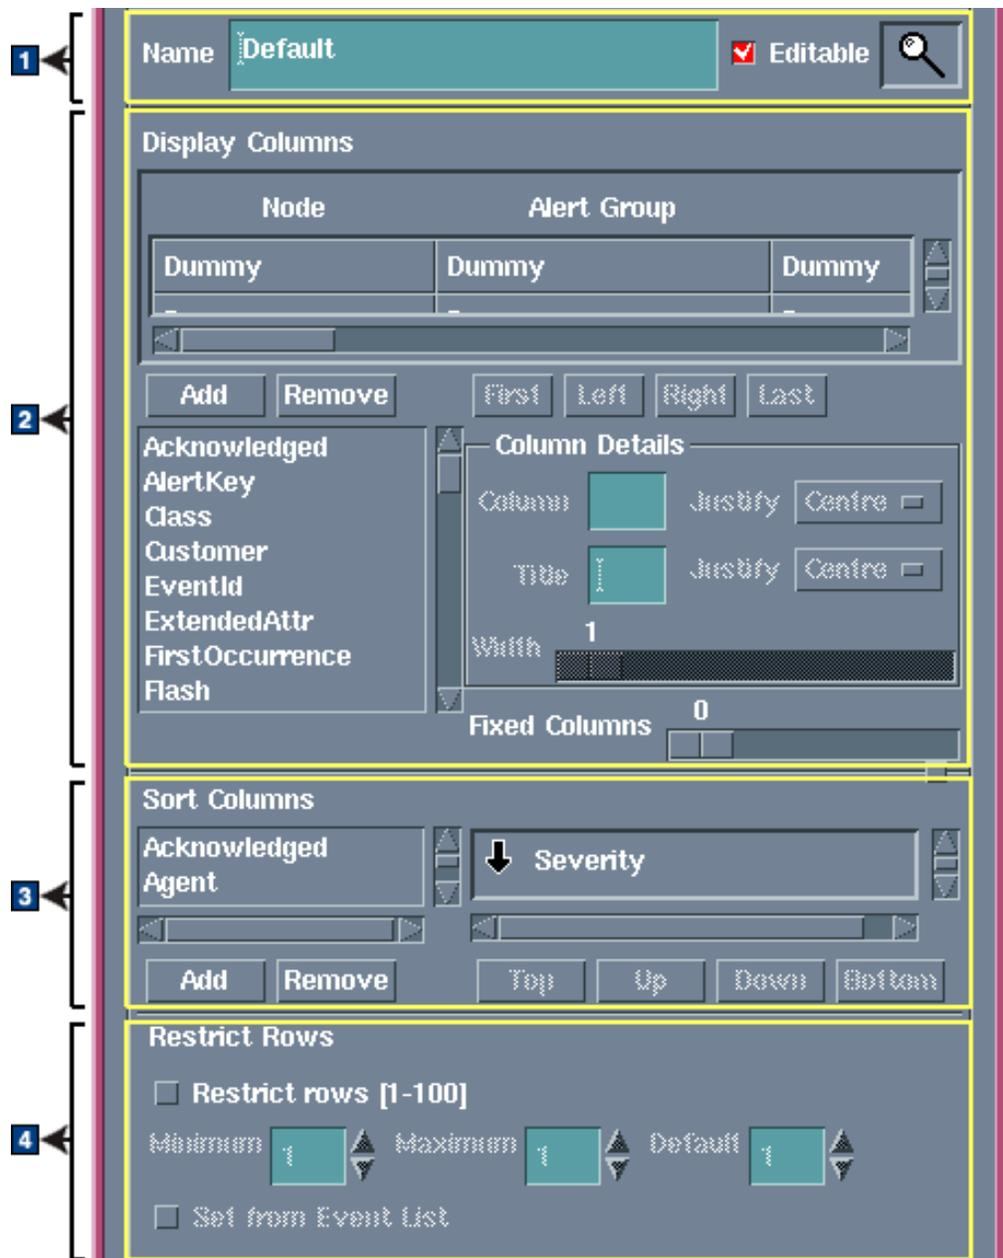 1
Name Default Editable
2
Display Columns
Node Alert Group
Dummy Dummy Dummy
Add Remove First Left Right Last
Acknowledged
AlertKey
Class
Customer
EventId
ExtendedAttr
FirstOccurrence
Flash
Column Details
Column Justify Centre
Title Justify Centre
Width 1
Fixed Columns 0
3
Sort Columns
Acknowledged
Agent
Severity
Add Remove Top Up Down Bottom
4
Restrict Rows
Restrict rows [1-100]
Minimum 1 Maximum 1 Default 1
Set from Event List